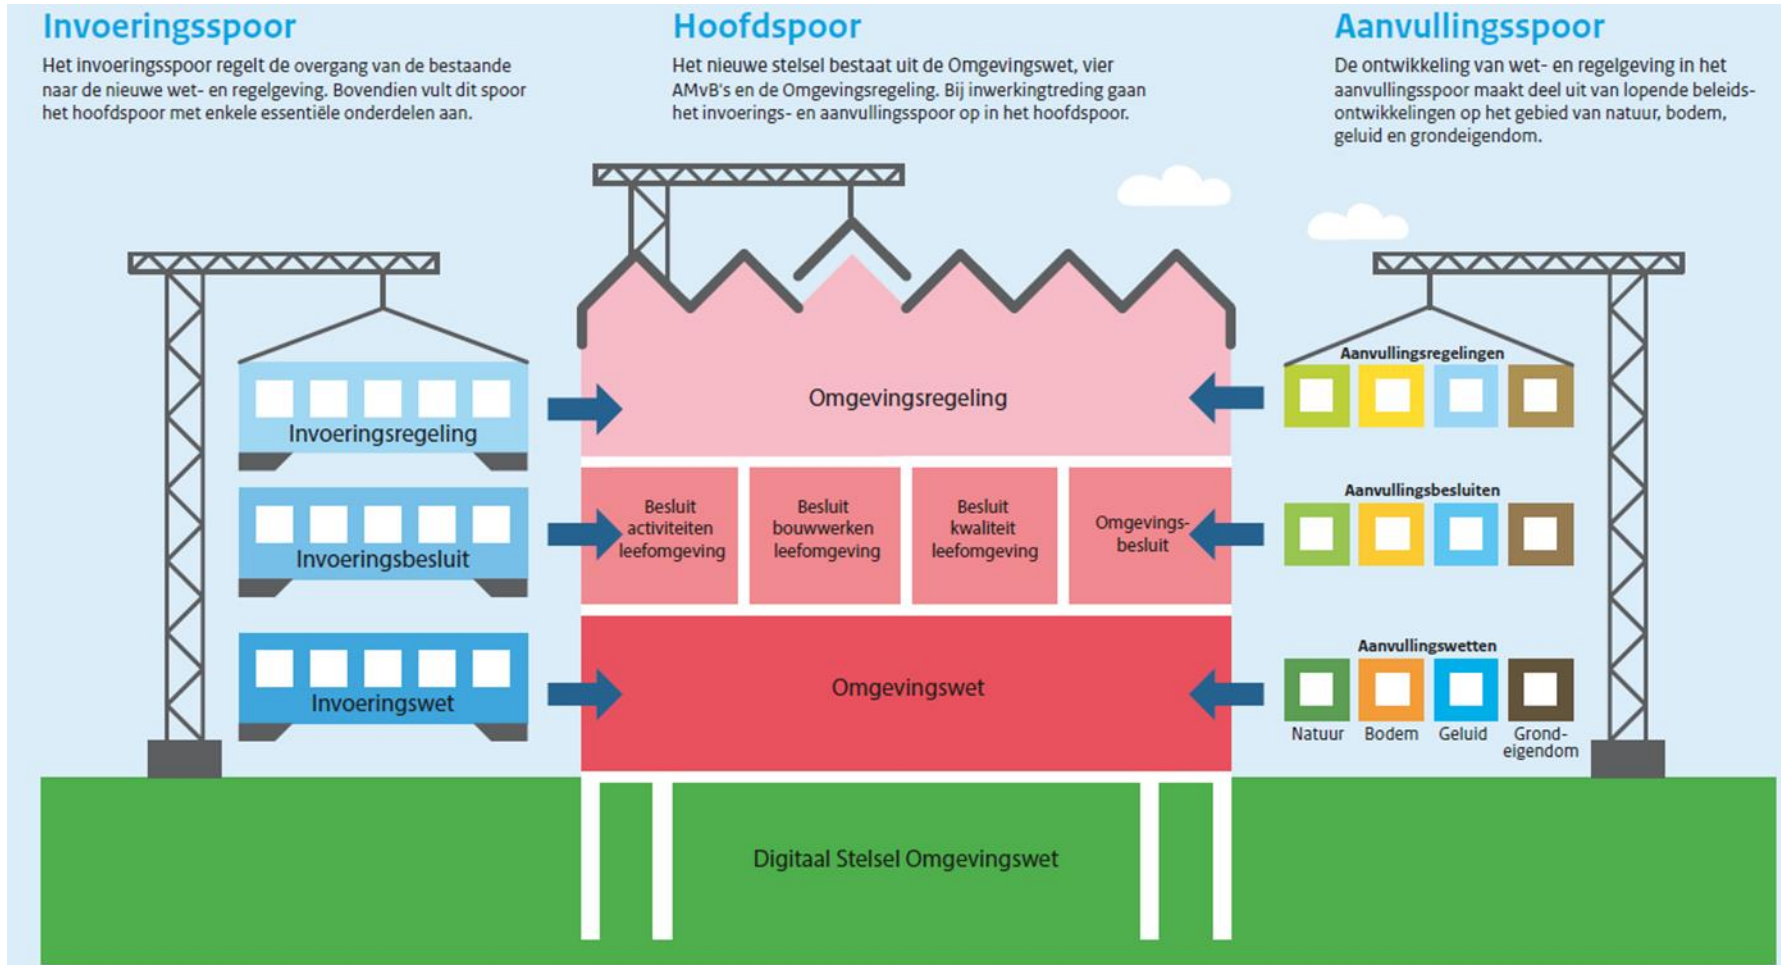 Invoeringsspoor
Het invoeringsspoor regelt de overgang van de bestaande
naar de nieuwe wet- en regelgeving. Bovendien vult dit spoor
het hoofdspoor met enkele essentiële onderdelen aan.
Hoofdspoor
Het nieuwe stelsel bestaat uit de Omgevingswet, vier
AMvB's en de Omgevingsregeling. Bij inwerkingtreding gaan
het invoerings- en aanvullingsspoor op in het hoofdspoor.
Aanvullingsspoor
De ontwikkeling van wet- en regelgeving in het
aanvullingsspoor maakt deel uit van lopende beleids-
ontwikkelingen op het gebied van natuur, bodem,
geluid en grondeigendom.
Invoeringsregeling
Invoeringsbesluit
Invoeringswet
Omgevingsregeling
Besluit
activiteiten
leefomgeving
Besluit
bouwwerken
leefomgeving
Besluit
kwaliteit
leefomgeving
Omgevings-
besluit
Omgevingswet
Digitaal Stelsel Omgevingswet
Aanvullingsregelingen
Aanvullingsbesluiten
Aanvullingswetten
Natuur
Bodem
Geluid
Grond-
eigendom